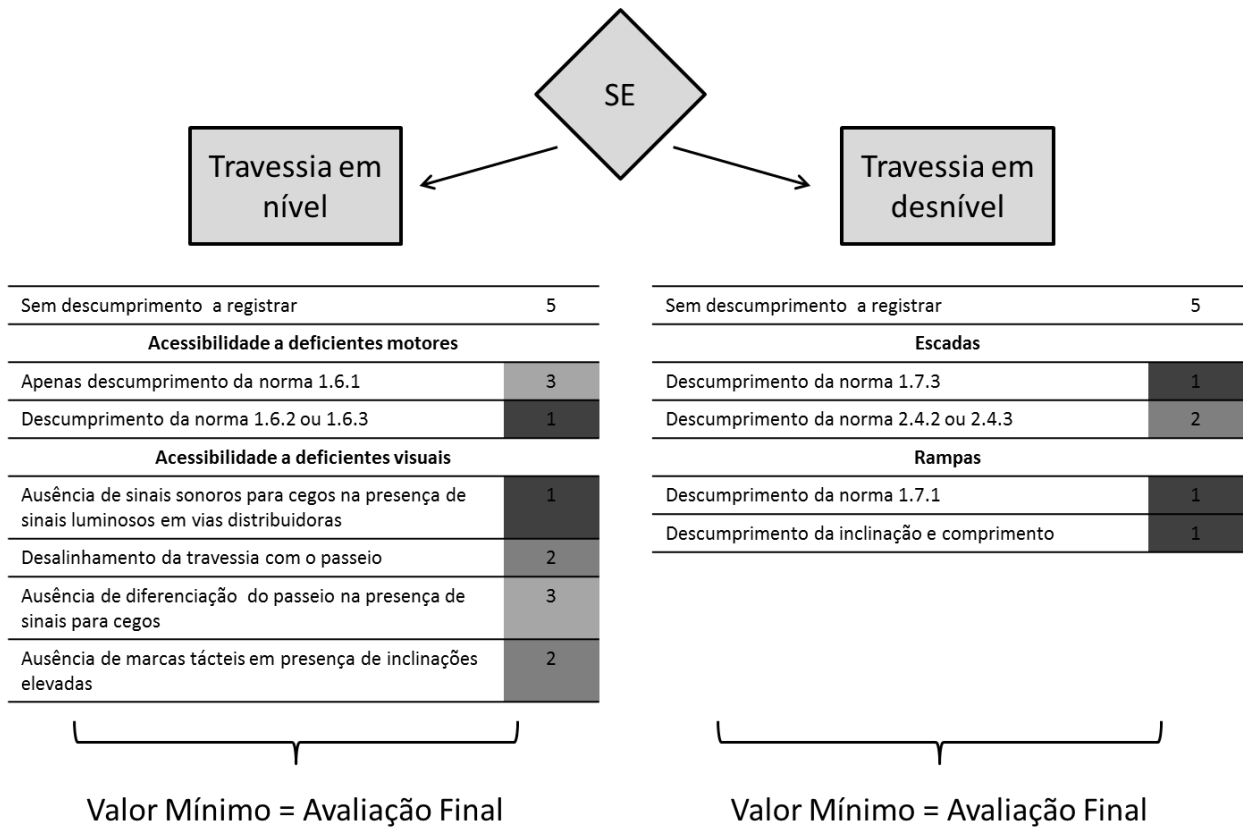 SE
Travessia em
nível
Travessia em
desnível
Sem descumprimento a registrar 5
Acessibilidade a deficientes motores
Apenas descumprimento da norma 1.6.1 3
Descumprimento da norma 1.6.2 ou 1.6.3 1
Acessibilidade a deficientes visuais
Ausência de sinais sonoros para cegos na presença de 1
sinais luminosos em vias distribuidoras
Desalinhamento da travessia com o passeio 2
Ausência de diferenciação do passeio na presença de 3
sinais para cegos
Ausência de marcas tácteis em presença de inclinações 2
elevadas
Valor Mínimo = Avaliação Final
Sem descumprimento a registrar 5
Escadas
Descumprimento da norma 1.7.3 1
Descumprimento da norma 2.4.2 ou 2.4.3 2
Rampas
Descumprimento da norma 1.7.1 1
Descumprimento da inclinação e comprimento 1
Valor Mínimo = Avaliação Final